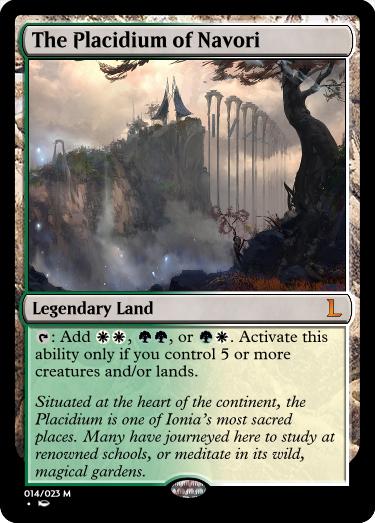 The Placidium of Navori
Legendary Land
L
: Add , , or . Activate this
ability only if you control 5 or more
creatures and/or lands.
Situated at the heart of the continent, the
Placidium is one of Ionia's most sacred
places. Many have journeyed here to study at
renowned schools, or meditate in its wild,
magical gardens.
014/023 M